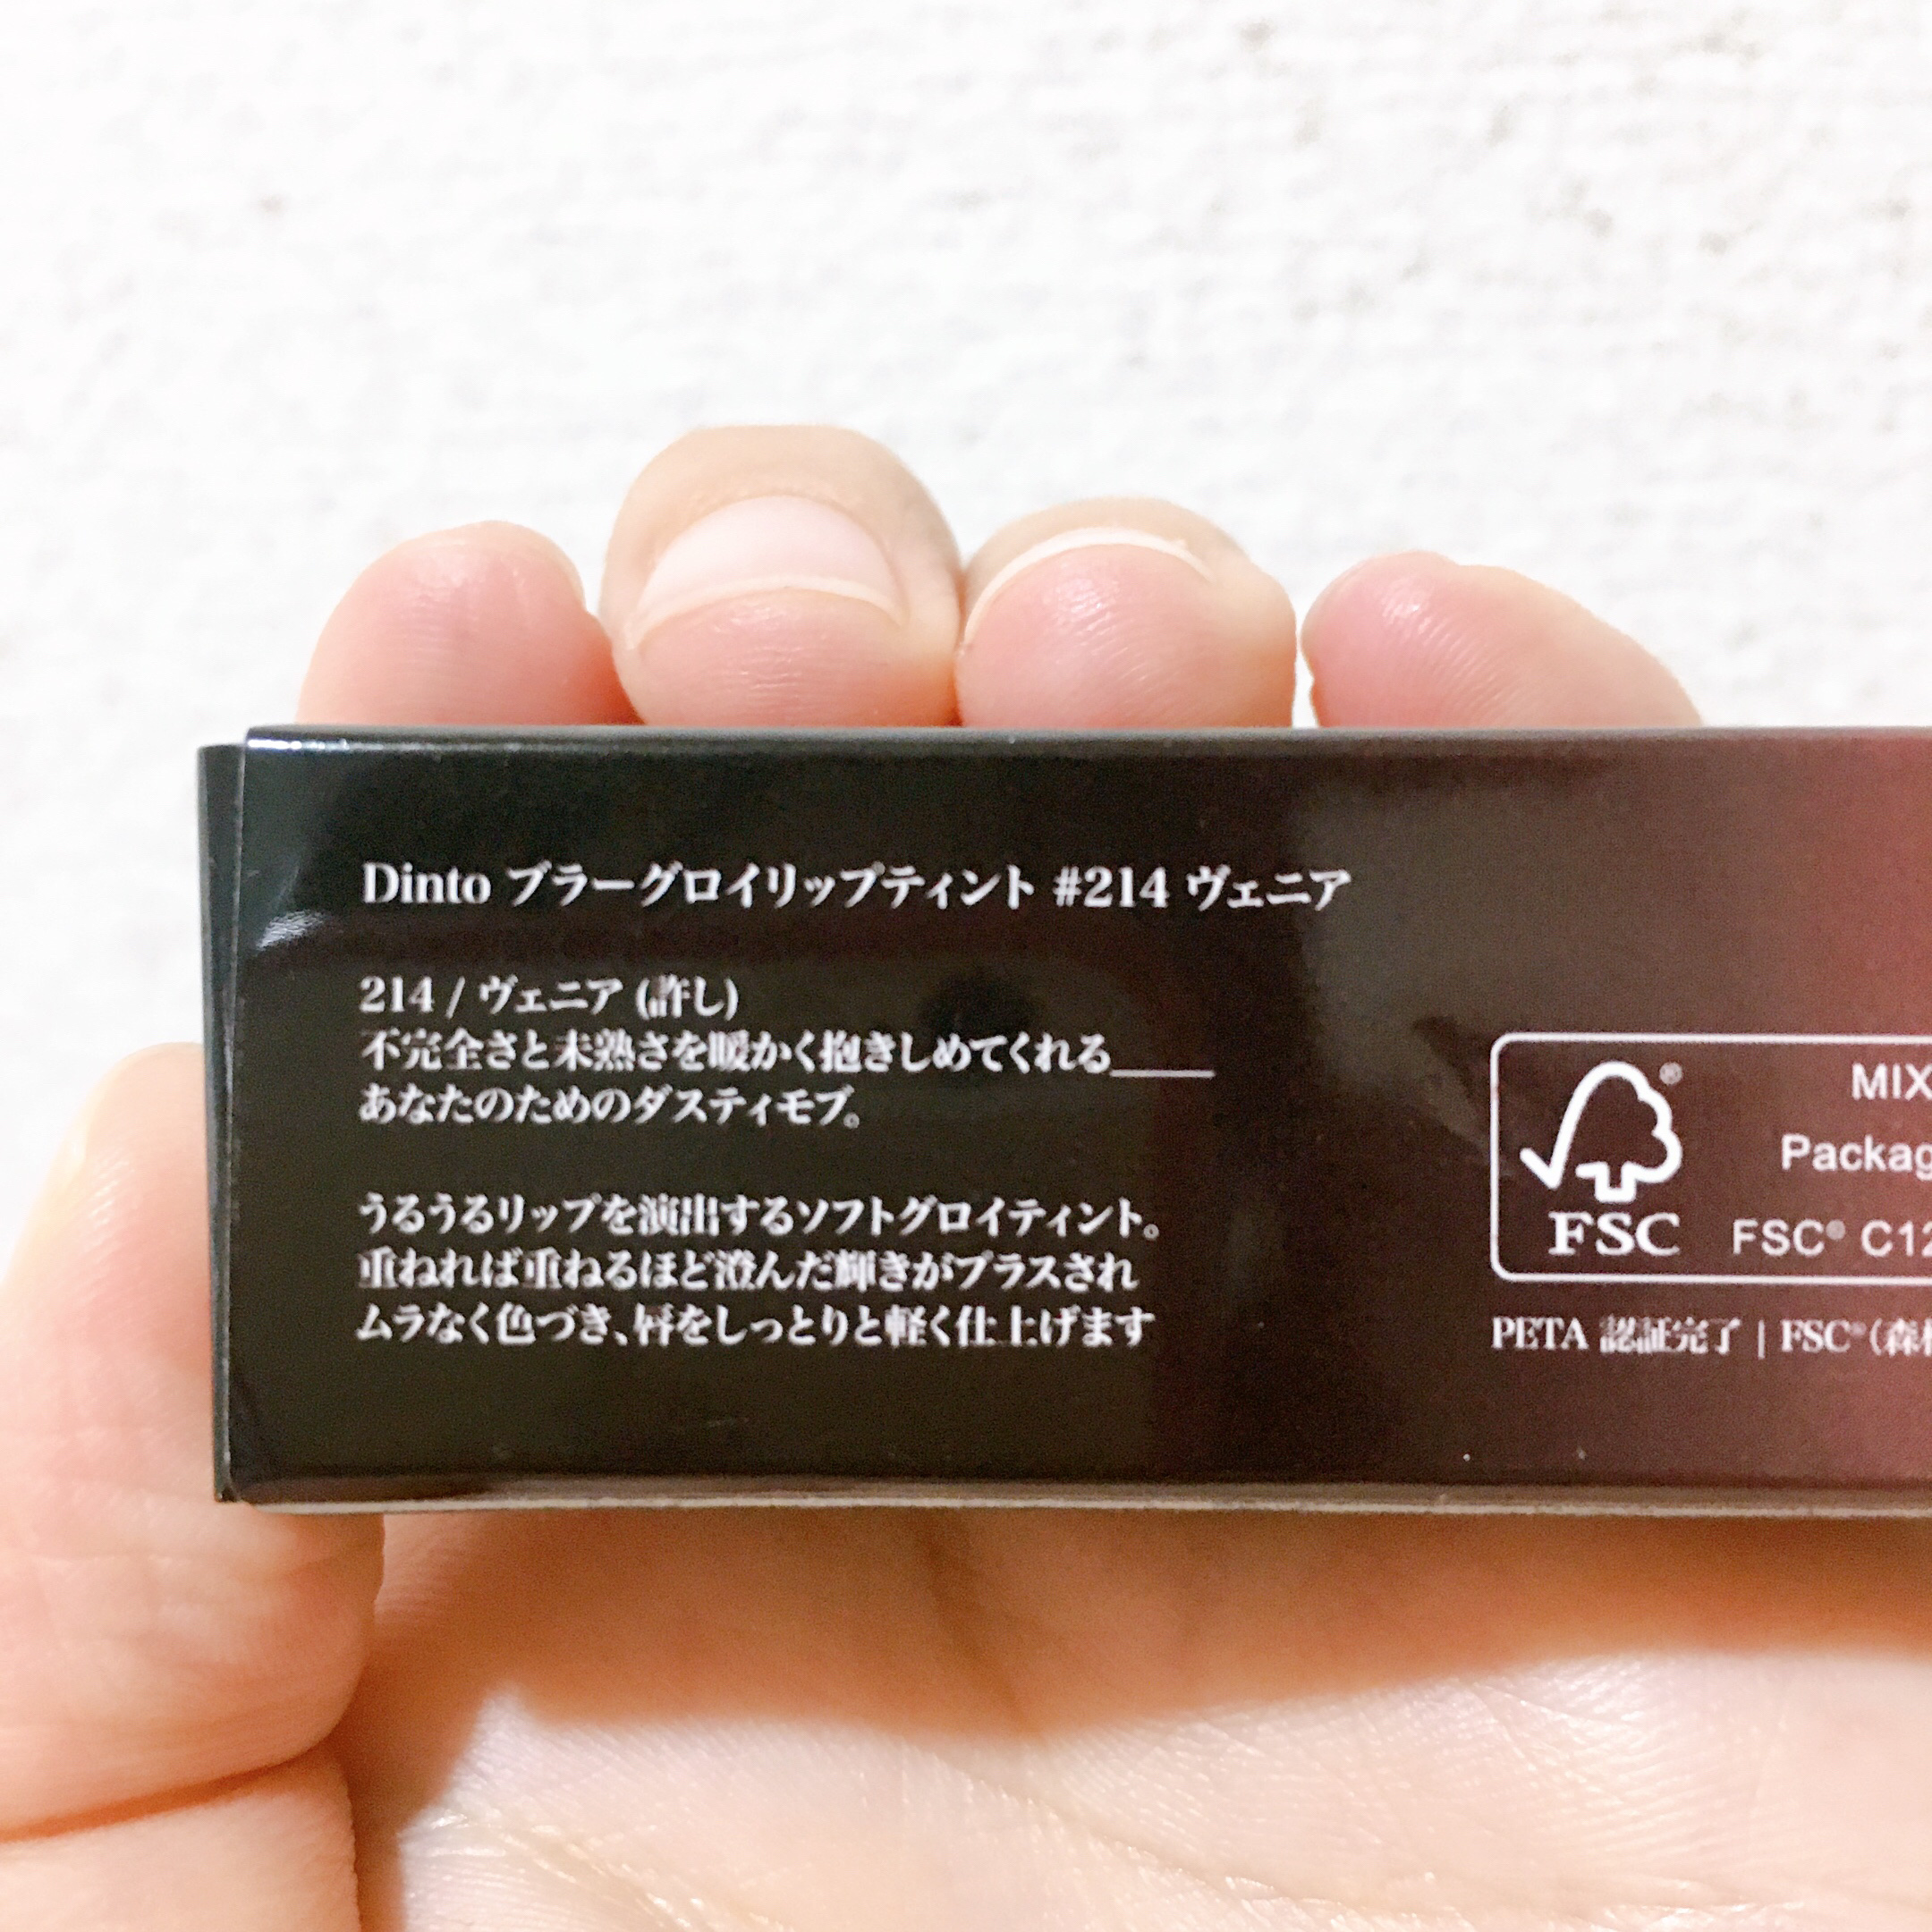 Dinto ブラーグロイリップティント #214 ヴェニア
214 / ヴェニア (許し)
不完全さと未熟さを暖かく抱きしめてくれる____
あなたのためのダスティモブ。
うるうるリップを演出するソフトグロイティント。
重ねれば重ねるほど澄んだ輝きがプラスされ
ムラなく色づき、唇をしっとりと軽く仕上げます
®
FSC
MIX
Packag
FSC® C12
PETA 認証完了 | FSC®(森林